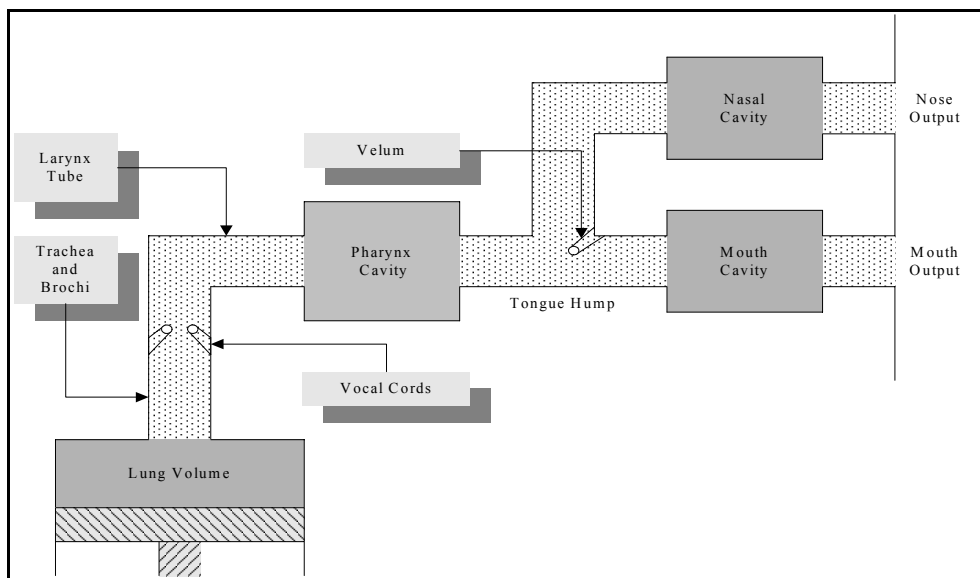 Nasal
Cavity
Nose
Output
Velum
Larynx
Tube
Trachea
and
Brochi
Pharynx
Cavity
Mouth
Cavity
Mouth
Output
Tongue Hump
Vocal Cords
Lung Volume